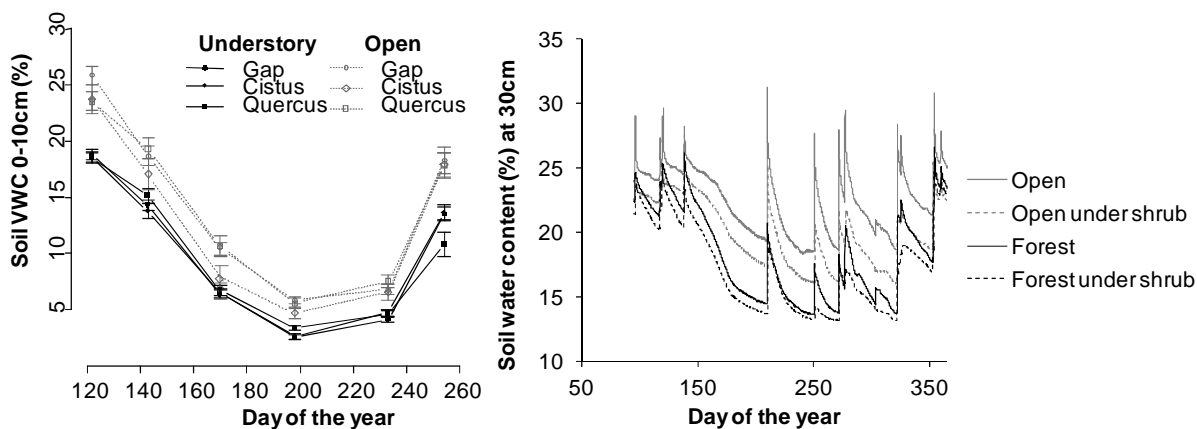 Soil VWC 0-10cm (%)
30
25
20
15
10
5
Understory Open
Gap Gap
Cistus Cistus
Quercus Quercus
120 140 160 180 200 220 240 260
Day of the year
Soil water content (%) at 30cm
35
30
25
20
15
10
50 150 250 350
Day of the year
Open
Open under shrub
Forest
Forest under shrub